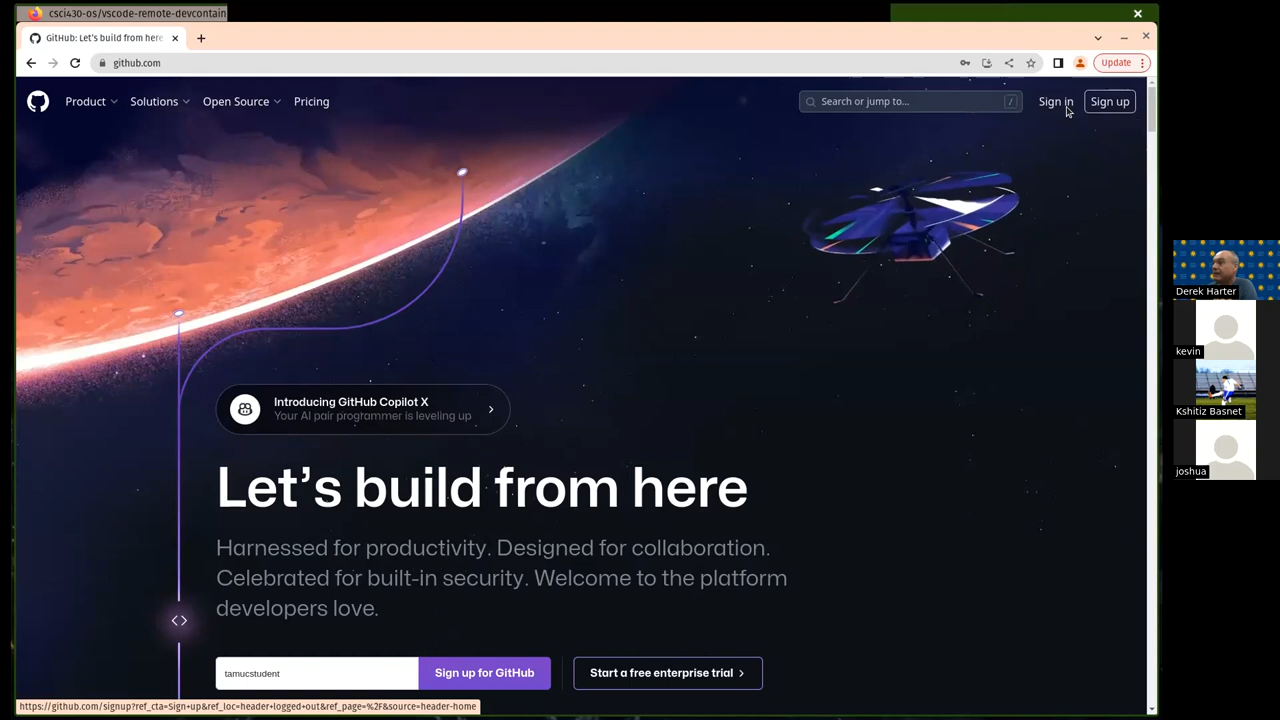 csci430-os/vscode-remote-devcontain
GitHub: Let's build from here
github.com
Update
Product
Solutions
Open Source
Pricing
Search or jump to...
/
Sign in
Sign up
Introducing GitHub Copilot X
Your AI pair programmer is leveling up
Let's build from here
Harnessed for productivity. Designed for collaboration.
Celebrated for built-in security. Welcome to the platform
developers love.
tamucstudent
Sign up for GitHub
Start a free enterprise trial
https://github.com/signup?ref_cta=Sign+up&ref_loc=header+logged+out&ref_page=%2F&source=header-home
Derek Harter
kevin
Kshitiz Basnet
joshua